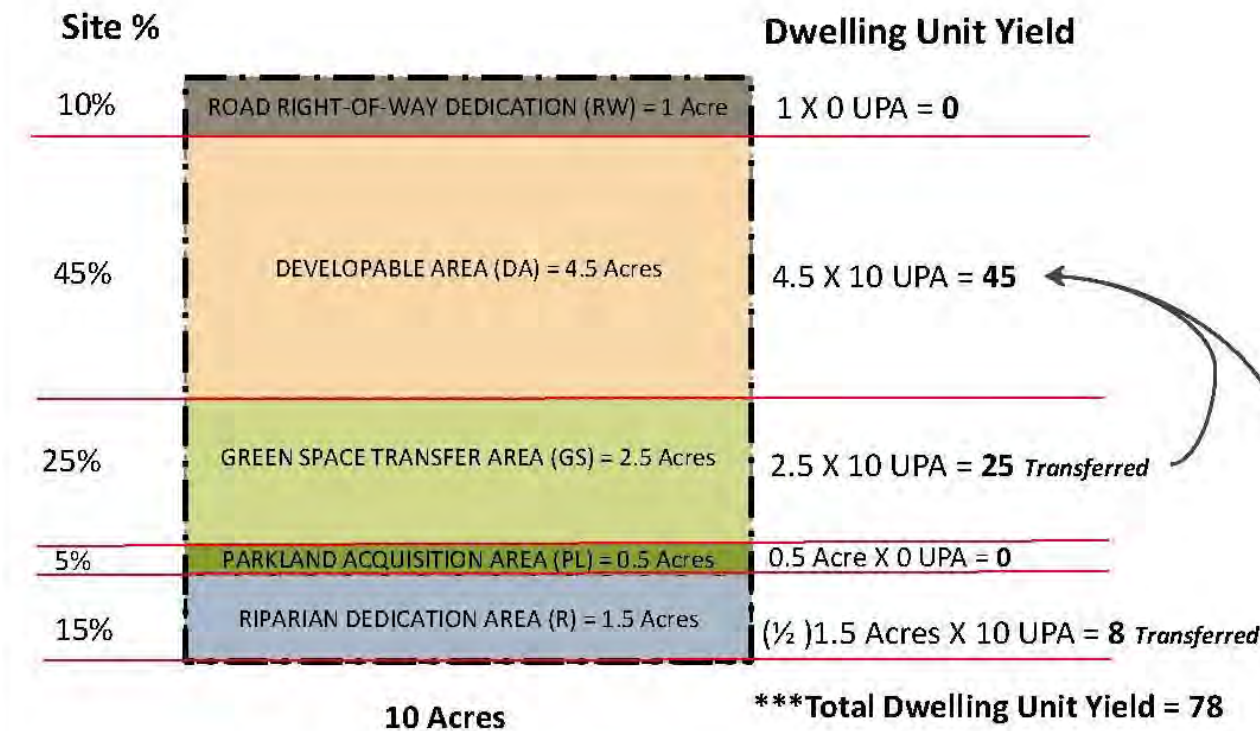 Site %
Dwelling Unit Yield
10%
ROAD RIGHT-OF-WAY DEDICATION (RW) = 1 Acre
1 X 0 UPA = 0
45%
DEVELOPABLE AREA (DA) = 4.5 Acres
4.5 X 10 UPA = 45
25%
GREEN SPACE TRANSFER AREA (GS) = 2.5 Acres
2.5 X 10 UPA = 25 Transferred
5%
PARKLAND ACQUISITION AREA (PL) = 0.5 Acres
0.5 Acre X 0 UPA = 0
15%
RIPARIAN DEDICATION AREA (R) = 1.5 Acres
(½ )1.5 Acres X 10 UPA = 8 Transferred
10 Acres
***Total Dwelling Unit Yield = 78